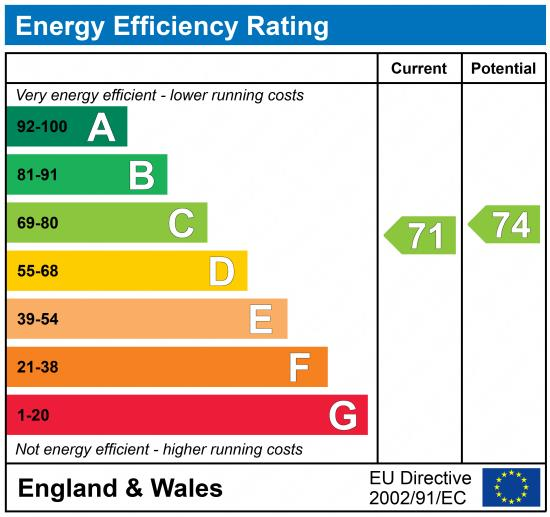 Energy Efficiency Rating
Current Potential
Very energy efficient - lower running costs
92-100 A
81-91 B
69-80 C
71 74
55-68 D
39-54 E
21-38 F
1-20 G
Not energy efficient - higher running costs
England & Wales
EU Directive
2002/91/EC